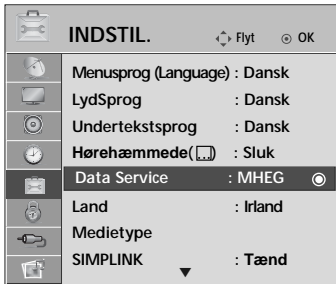 INDSTIL. Flyt OK
Menusprog (Language) : Dansk
LydSprog : Dansk
Undertekstsprog : Dansk
Hørehæmmede( ) : Sluk
Data Service : MHEG
Land : Irland
Medietype
SIMPLINK : Tænd